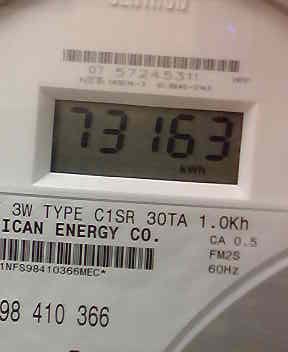 CENTRON
07 57245311
73163
kwh
3W TYPE C1SR 30TA 1.0Kh
ICAN ENERGY CO.
CA 0.5
FM2S
60Hz
1NFS98410366MEC*
98 410 366